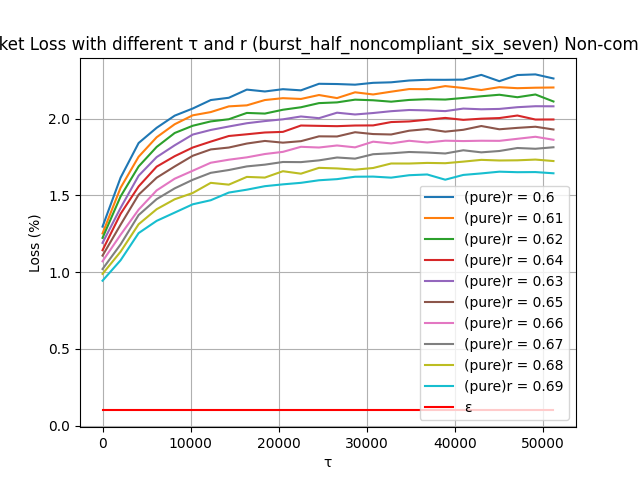 ket Loss with different τ and r (burst_half_noncompliant_six_seven) Non-com
Loss (%)
2.0
1.5
1.0
0.5
0.0
0 10000 20000 30000 40000 50000
τ
(pure)r = 0.6
(pure)r = 0.61
(pure)r = 0.62
(pure)r = 0.64
(pure)r = 0.63
(pure)r = 0.65
(pure)r = 0.66
(pure)r = 0.67
(pure)r = 0.68
(pure)r = 0.69
ε